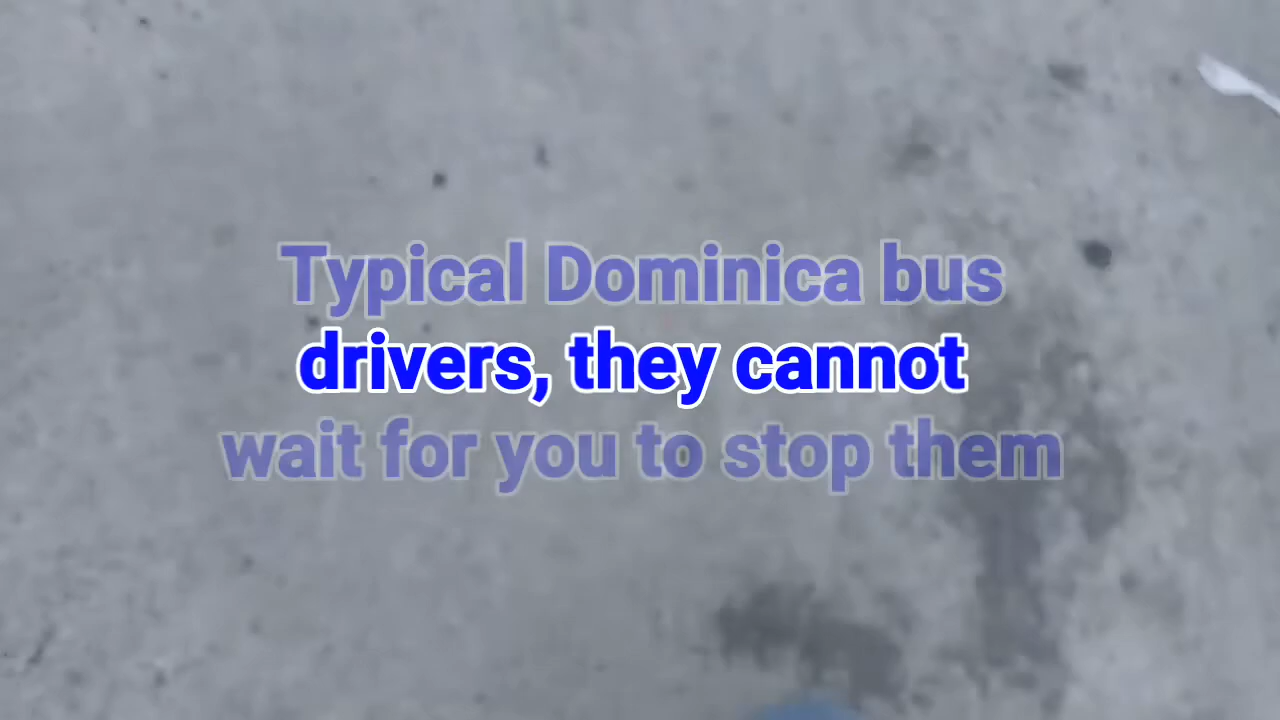 Typical Dominica bus
drivers, they cannot
wait for you to stop them